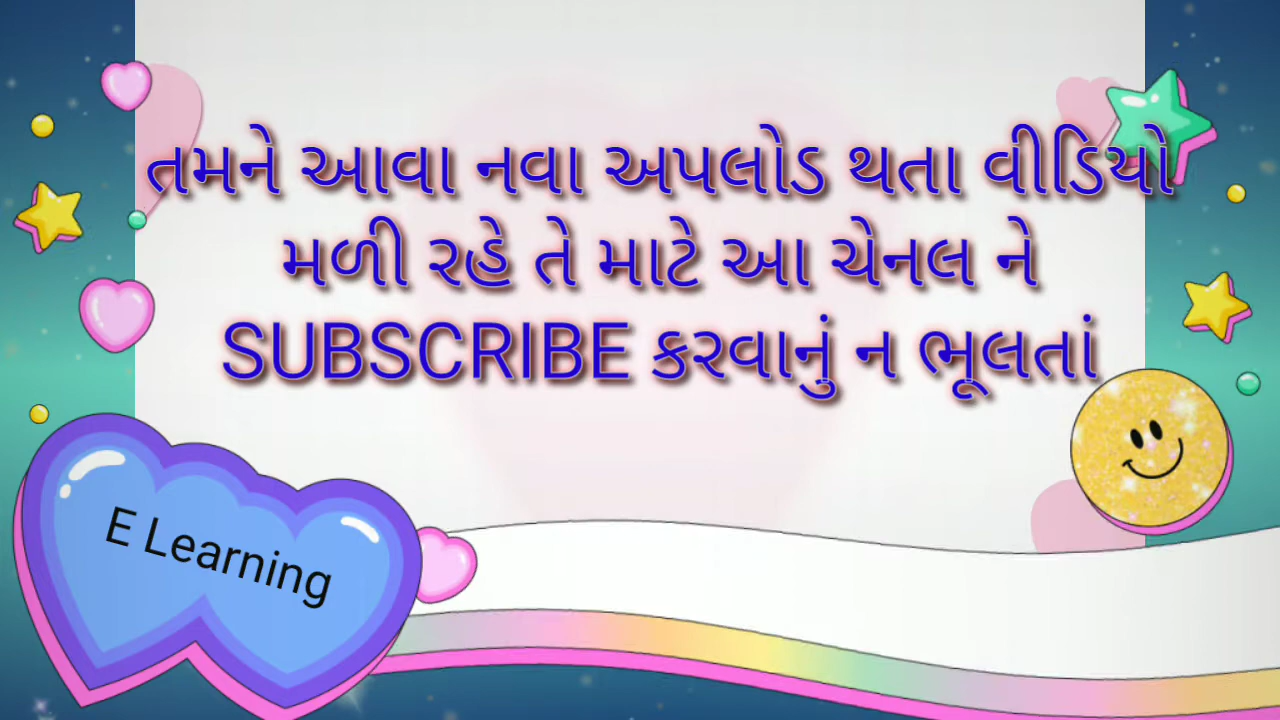 તમને આવા નવા અપલોડ થતા વીડિયો
મળી રહે તે માટે આ ચેનલ ને
SUBSCRIBE કરવાનું ન ભૂલતાં
E Learning